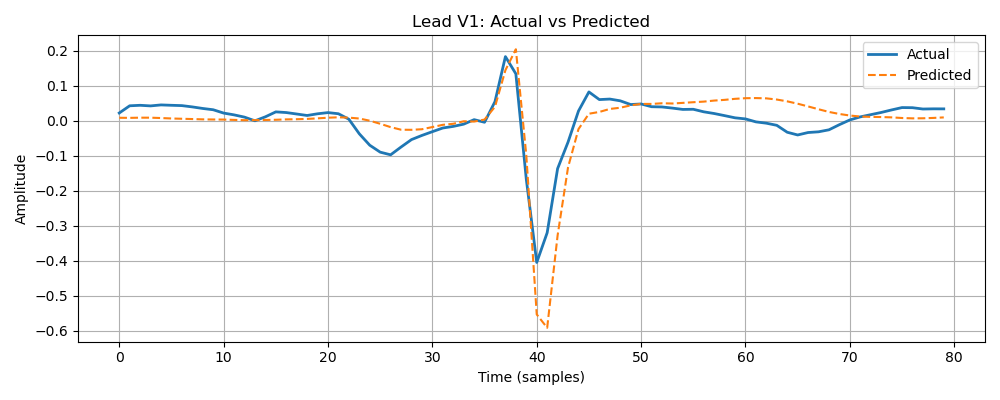 Lead V1: Actual vs Predicted
Actual
Predicted
Amplitude
0.2
0.1
0.0
−0.1
−0.2
−0.3
−0.4
−0.5
−0.6
0 10 20 30 40 50 60 70 80
Time (samples)